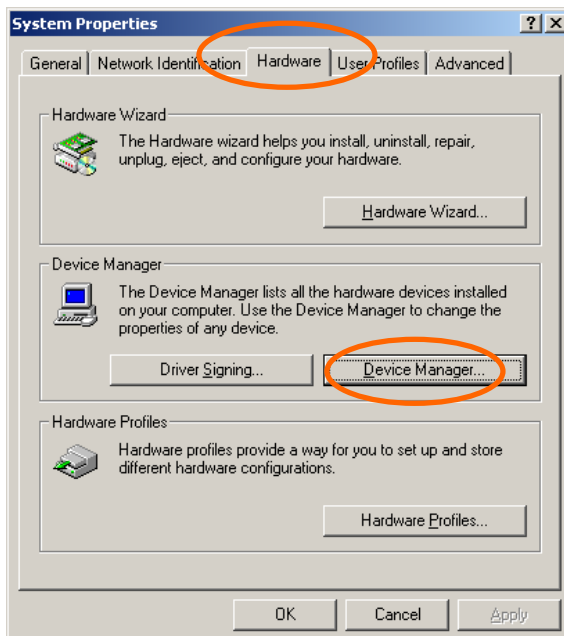 System Properties
General Network Identification Hardware User Profiles Advanced
Hardware Wizard
The Hardware wizard helps you install, uninstall, repair,
unplug, eject, and configure your hardware.
Hardware Wizard...
Device Manager
The Device Manager lists all the hardware devices installed
on your computer. Use the Device Manager to change the
properties of any device.
Driver Signing... Device Manager...
Hardware Profiles
Hardware profiles provide a way for you to set up and store
different hardware configurations.
Hardware Profiles...
OK Cancel Apply